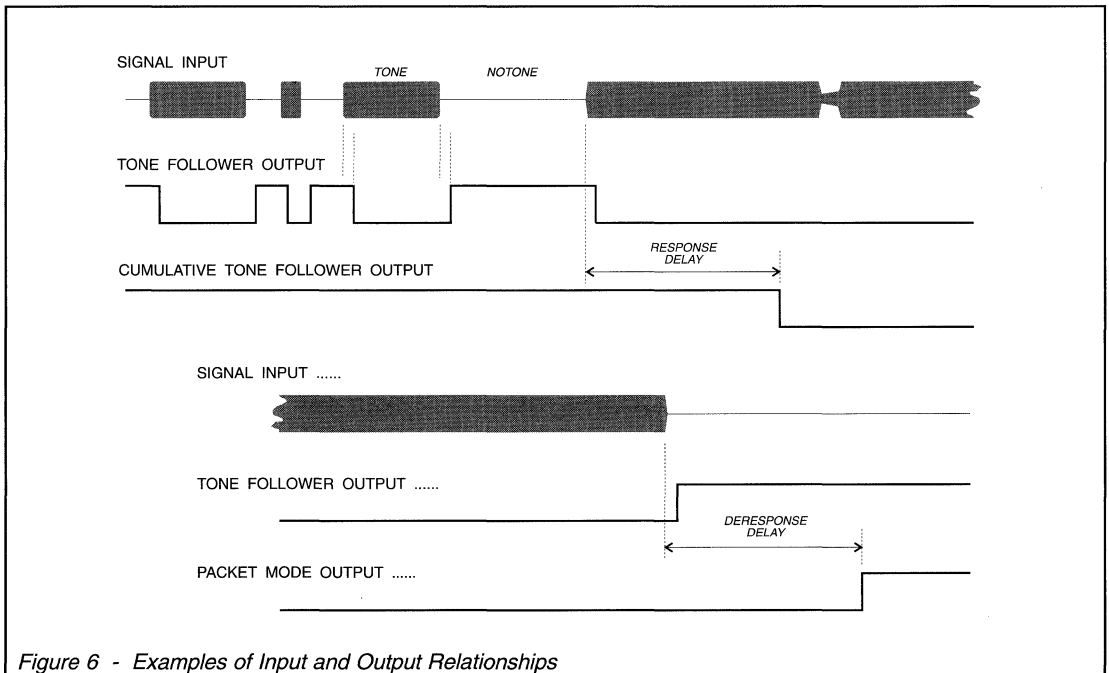 SIGNAL INPUT
TONE
NOTONE
TONE FOLLOWER OUTPUT
RESPONSE
DELAY
CUMULATIVE TONE FOLLOWER OUTPUT
SIGNAL INPUT ......
TONE FOLLOWER OUTPUT ......
DERESPONSE
DELAY
PACKET MODE OUTPUT ......
Figure 6 - Examples of Input and Output Relationships